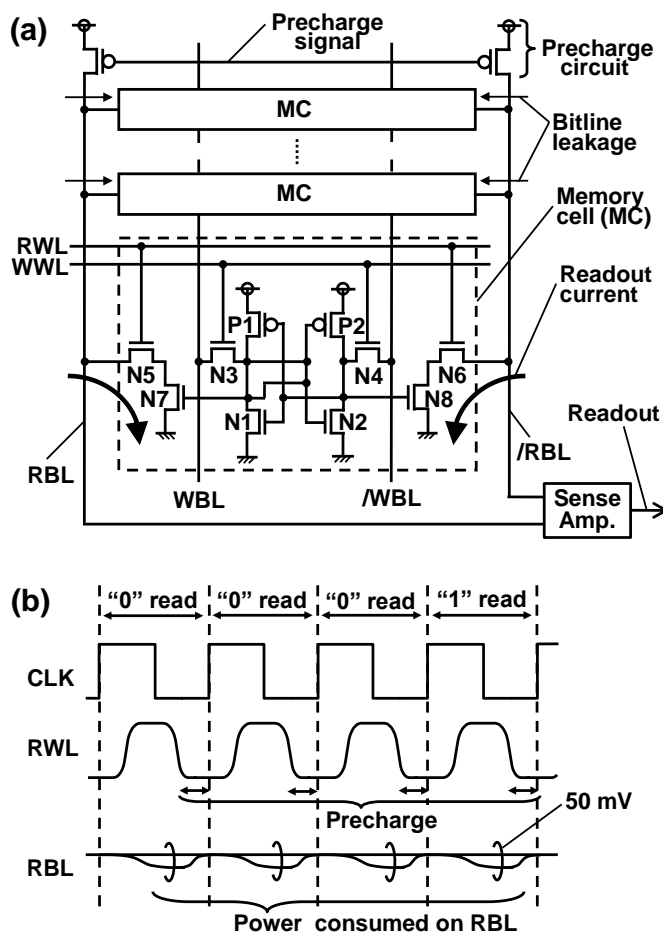 (a)
Precharge
signal
Precharge
circuit
MC
Bitline
leakage
MC
Memory
cell (MC)
RWL
WWL
Readout
current
P1
P2
N5
N3
N4
N6
N7
N8
N1
N2
Readout
RBL
WBL
/WBL
/RBL
Sense
Amp.
(b)
“0” read
“0” read
“0” read
“1” read
CLK
RWL
Precharge
50 mV
RBL
Power consumed on RBL